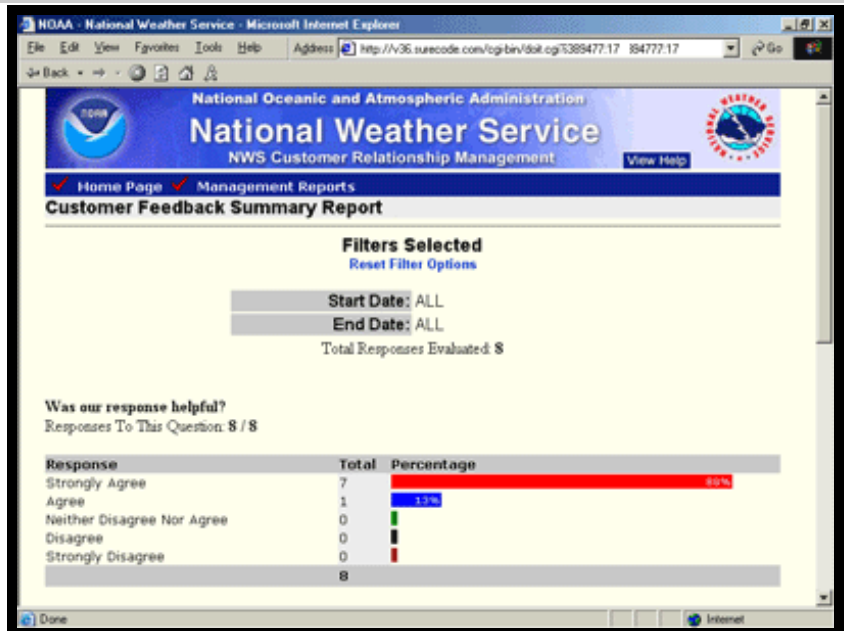 NOAA - National Weather Service - Microsoft Internet Explorer
File Edit View Favorites Tools Help Address
Back Go
NOAA
National Oceanic and Atmospheric Administration
National Weather Service
NWS Customer Relationship Management
View Help
NATIONAL WEATHER SERVICE
Home Page Management Reports
Customer Feedback Summary Report
Filters Selected
Reset Filter Options
Start Date: ALL
End Date: ALL
Total Responses Evaluated: 8
Was our response helpful?
Responses To This Question: 8 / 8
Response Total Percentage
Strongly Agree 7
Agree 1 13%
Neither Disagree Nor Agree 0
Disagree 0
Strongly Disagree 0
8
Done Internet